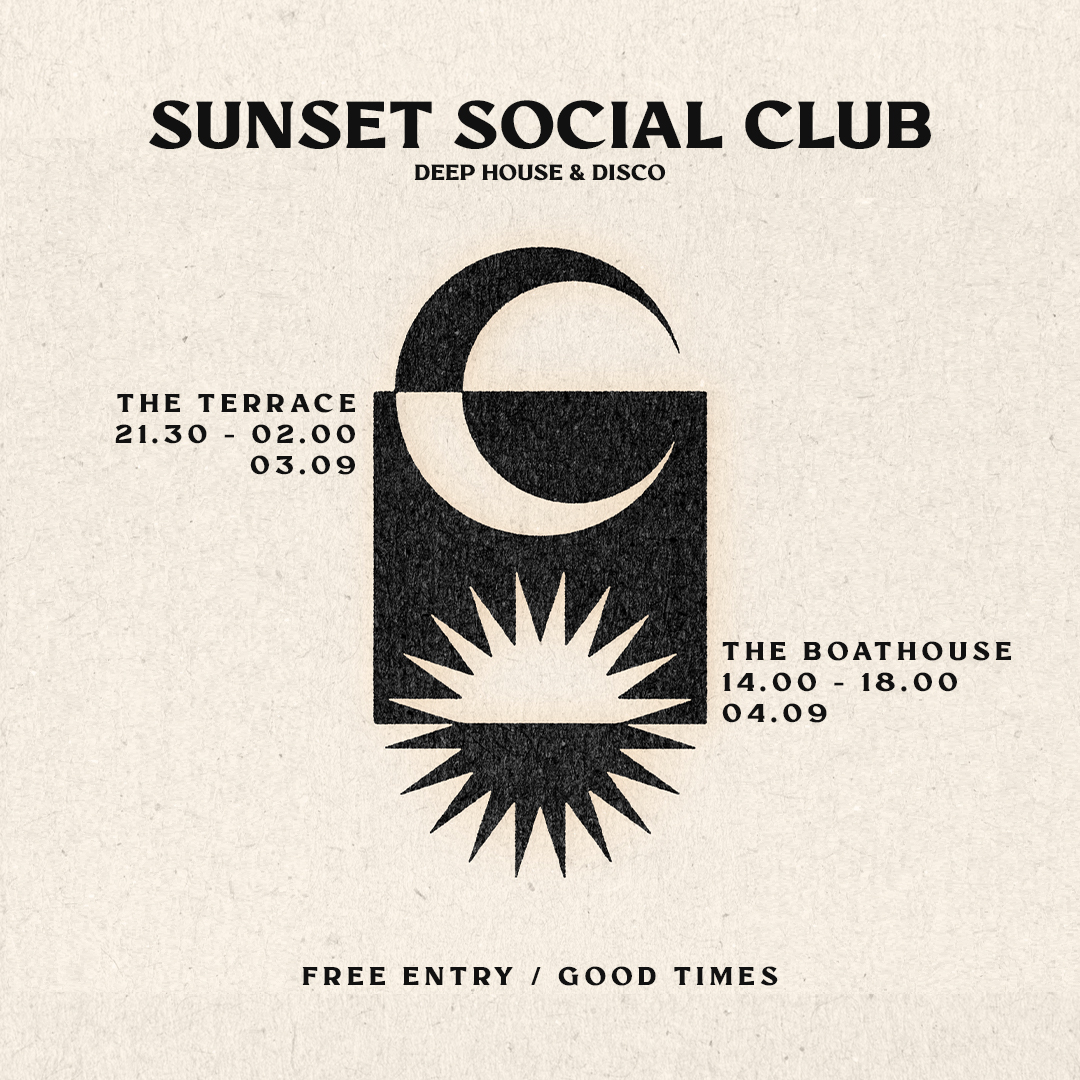 SUNSET SOCIAL CLUB
DEEP HOUSE & DISCO
THE TERRACE
21.30 - 02.00
03.09
THE BOATHOUSE
14.00 - 18.00
04.09
FREE ENTRY / GOOD TIMES